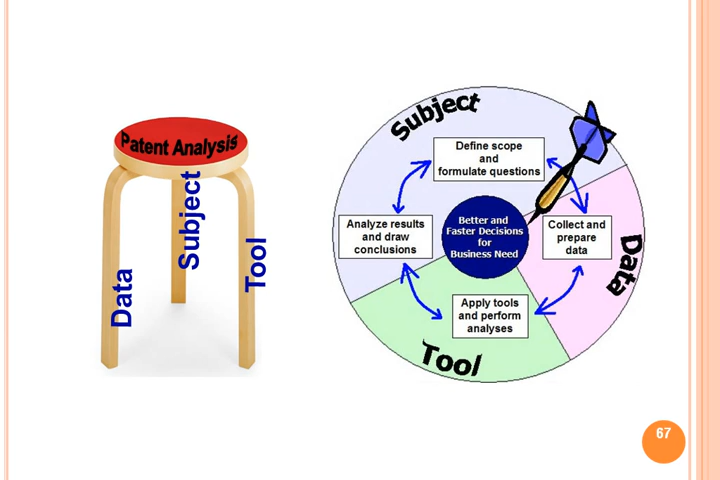 Patent Analysis
Data
Subject
Tool
Subject
Define scope
and
formulate questions
Analyze results
and draw
conclusions
Better and
Faster Decisions
for
Business Need
Collect and
prepare
data
Data
Apply tools
and perform
analyses
Tool
67